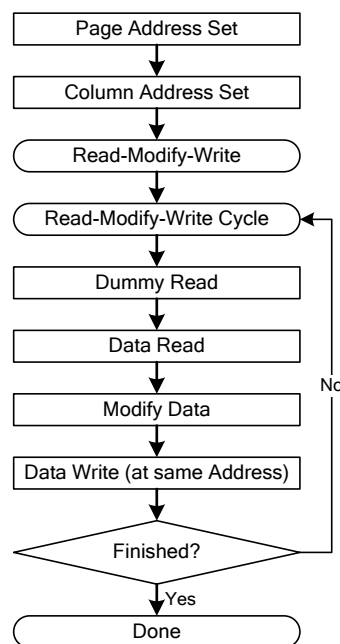 Page Address Set
Column Address Set
Read-Modify-Write
Read-Modify-Write Cycle
Dummy Read
Data Read
No
Modify Data
Data Write (at same Address)
Finished?
Yes
Done